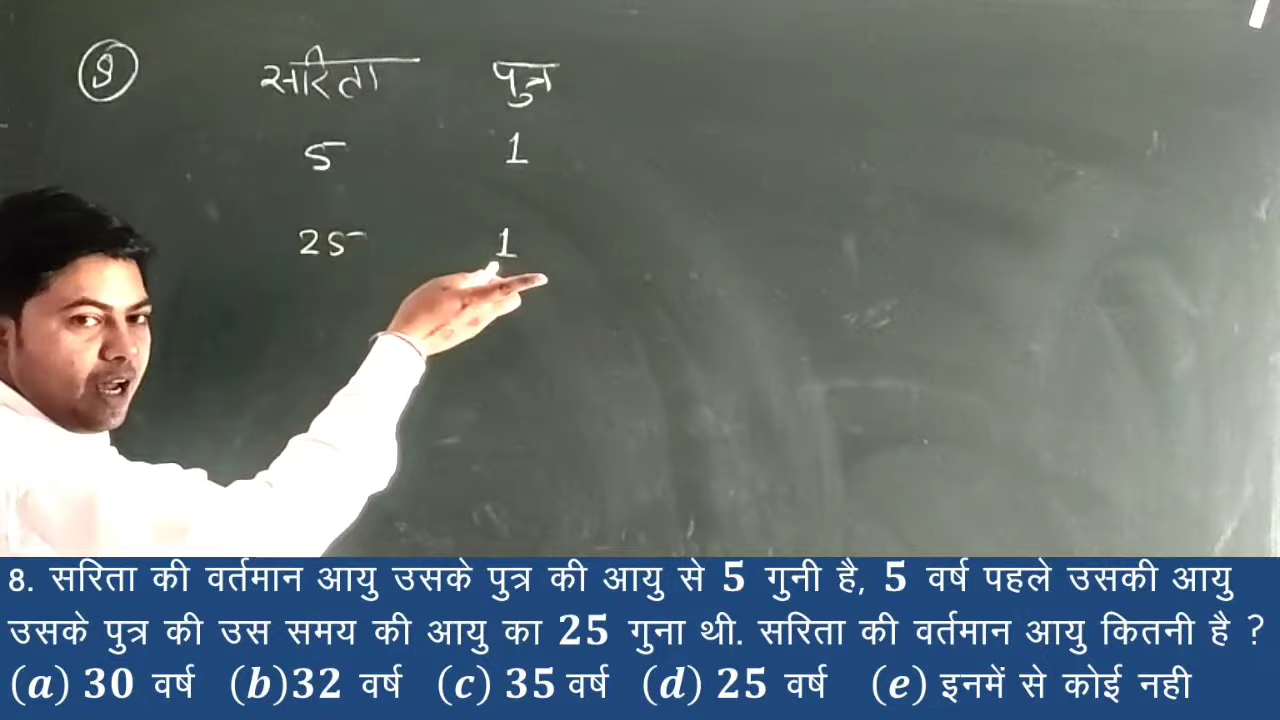 8 सरिता पुत्र
5 1
25 1
8. सरिता की वर्तमान आयु उसके पुत्र की आयु से 5 गुनी है, 5 वर्ष पहले उसकी आयु
उसके पुत्र की उस समय की आयु का 25 गुना थी. सरिता की वर्तमान आयु कितनी है ?
(a) 30 वर्ष (b)32 वर्ष (c) 35 वर्ष (d) 25 वर्ष (e) इनमें से कोई नही